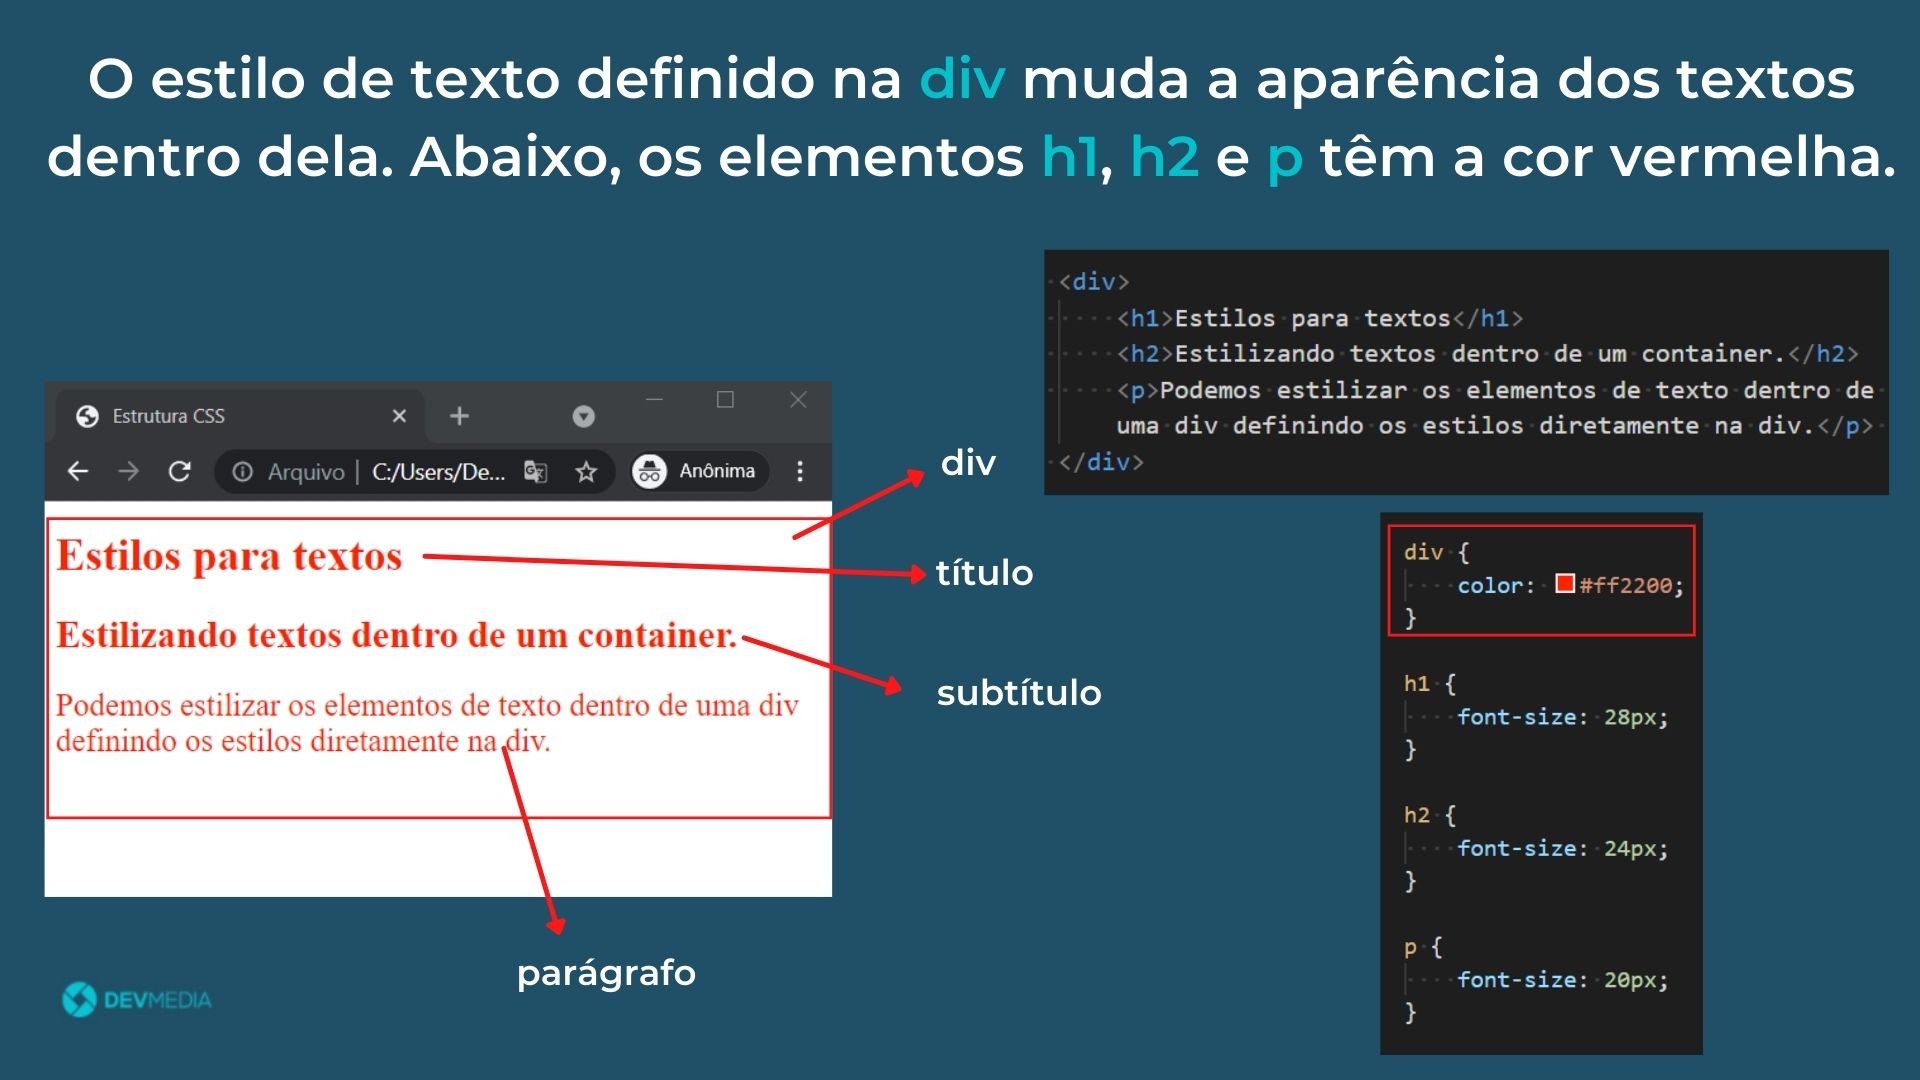 O estilo de texto definido na div muda a aparência dos textos
dentro dela. Abaixo, os elementos h1, h2 e p têm a cor vermelha.
<div>
<h1>Estilos para textos</h1>
<h2>Estilizando textos dentro de um container.</h2>
<p>Podemos estilizar os elementos de texto dentro de
uma div definindo os estilos diretamente na div.</p>
</div>
Estrutura CSS
Arquivo | C:/Users/De... Anônima
Estilos para textos
Estilizando textos dentro de um container.
Podemos estilizar os elementos de texto dentro de uma div
definindo os estilos diretamente na div.
div
título
subtítulo
parágrafo
div {
color: #ff2200;
}
h1 {
font-size: 28px;
}
h2 {
font-size: 24px;
}
p {
font-size: 20px;
}
DEVMEDIA